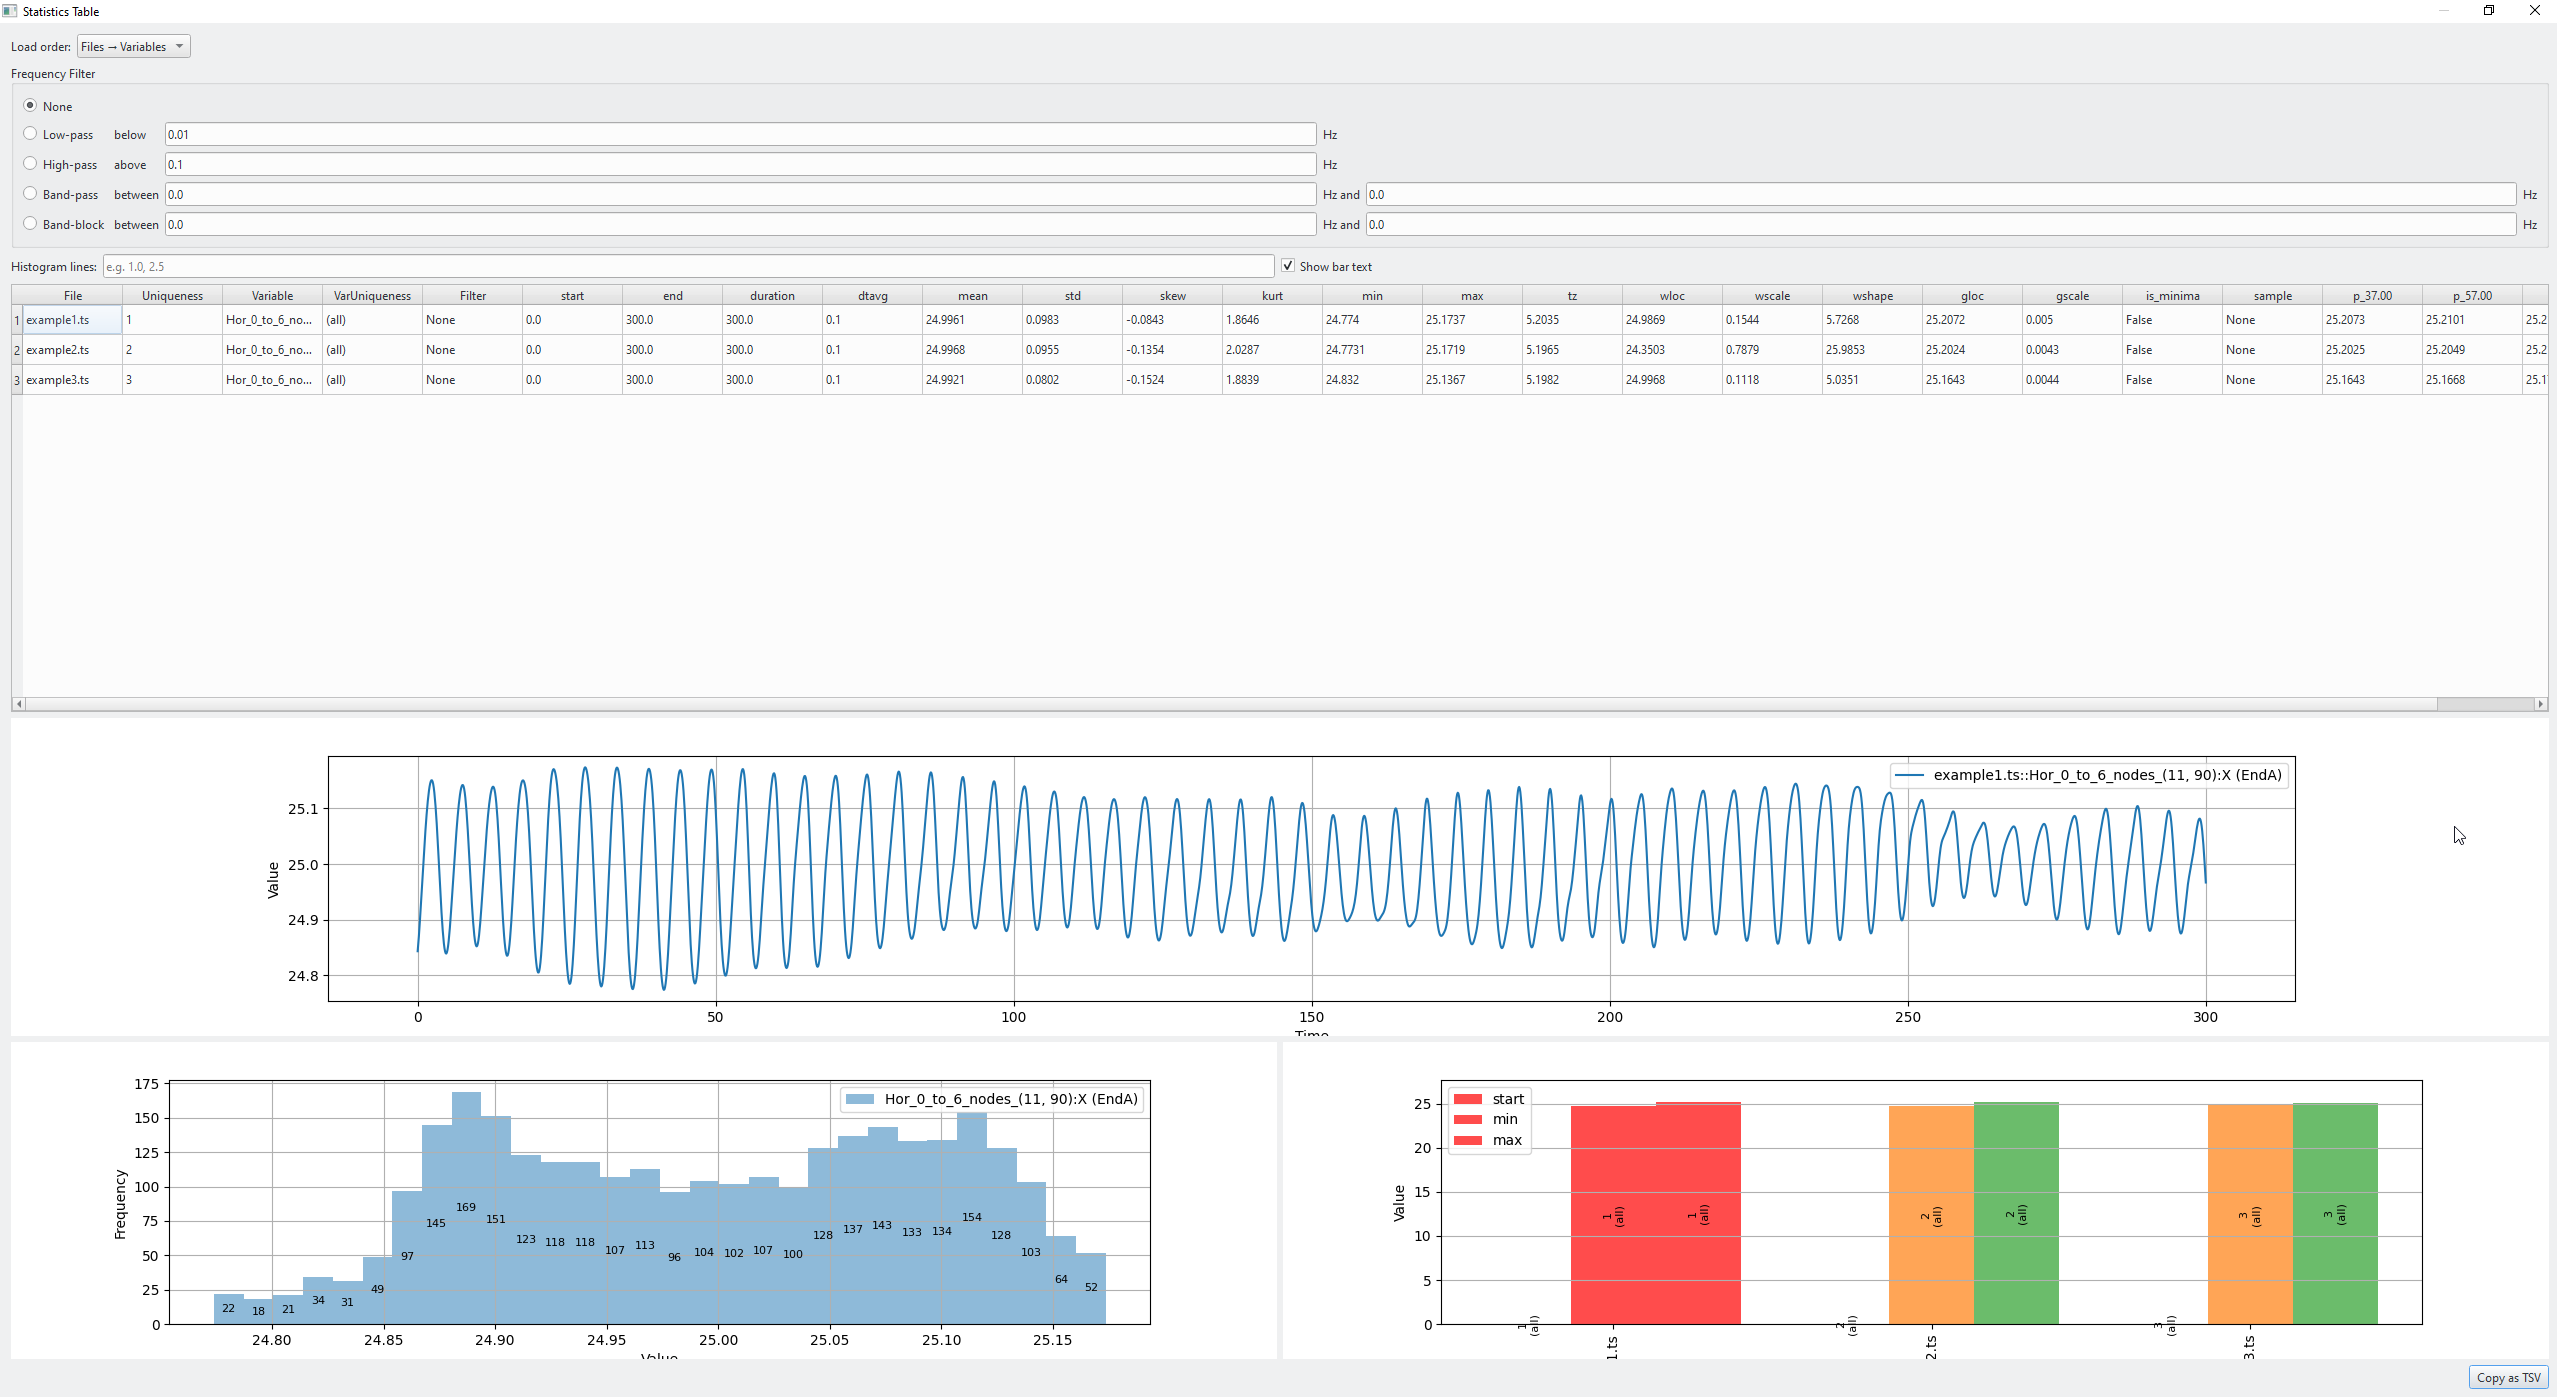 Statistics Table
Load order: Files → Variables
Frequency Filter
None
Low-pass below 0.01 Hz
High-pass above 0.1 Hz
Band-pass between 0.0 Hz and 0.0 Hz
Band-block between 0.0 Hz and 0.0 Hz
Histogram lines: e.g. 1.0, 2.5 Show bar text
File Uniqueness Variable VarUniqueness Filter start end duration dtavg mean std skew kurt min max tz wloc wscale wshape gloc gscale is_minima sample p_37.00 p_57.00
1 example1.ts 1 Hor_0_to_6_no... (all) None 0.0 300.0 300.0 0.1 24.9961 0.0983 -0.0843 1.8646 24.774 25.1737 5.2035 24.9869 0.1544 5.7268 25.2072 0.005 False None 25.2073 25.2101 25.2
2 example2.ts 2 Hor_0_to_6_no... (all) None 0.0 300.0 300.0 0.1 24.9968 0.0955 -0.1354 2.0287 24.7731 25.1719 5.1965 24.3503 0.7879 25.9853 25.2024 0.0043 False None 25.2025 25.2049 25.2
3 example3.ts 3 Hor_0_to_6_no... (all) None 0.0 300.0 300.0 0.1 24.9921 0.0802 -0.1524 1.8839 24.832 25.1367 5.1982 24.9968 0.1118 5.0351 25.1643 0.0044 False None 25.1643 25.1668 25.1
example1.ts::Hor_0_to_6_nodes_(11, 90):X (EndA)
Value
25.1
25.0
24.9
24.8
0 50 100 150 200 250 300
Time
Hor_0_to_6_nodes_(11, 90):X (EndA)
Frequency
175
150
125
100
75
50
25
0
22 18 21 34 31 49 97 145 169 151 123 118 118 107 113 96 104 102 107 100 128 137 143 133 134 154 128 103 64 52
24.80 24.85 24.90 24.95 25.00 25.05 25.10 25.15
Value
start
min
max
Value
25
20
15
10
5
0
1 (all) 1 (all) 1 (all) 2 (all) 2 (all) 2 (all) 3 (all) 3 (all) 3 (all)
1.ts 2.ts 3.ts
Copy as TSV